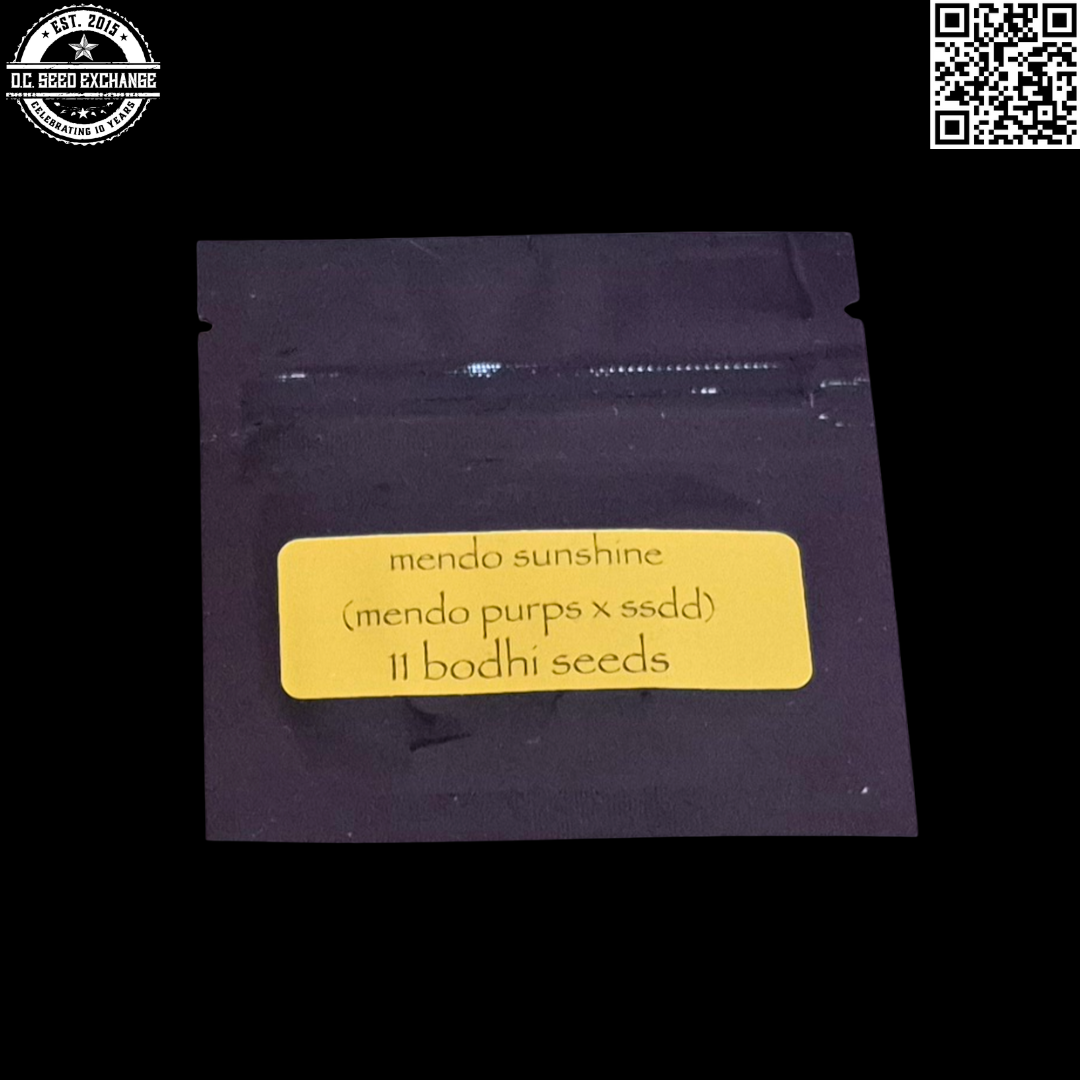 EST. 2015
D.C. SEED EXCHANGE
CELEBRATING 10 YEARS
mendo sunshine
(mendo purps x ssdd)
11 bodhi seeds